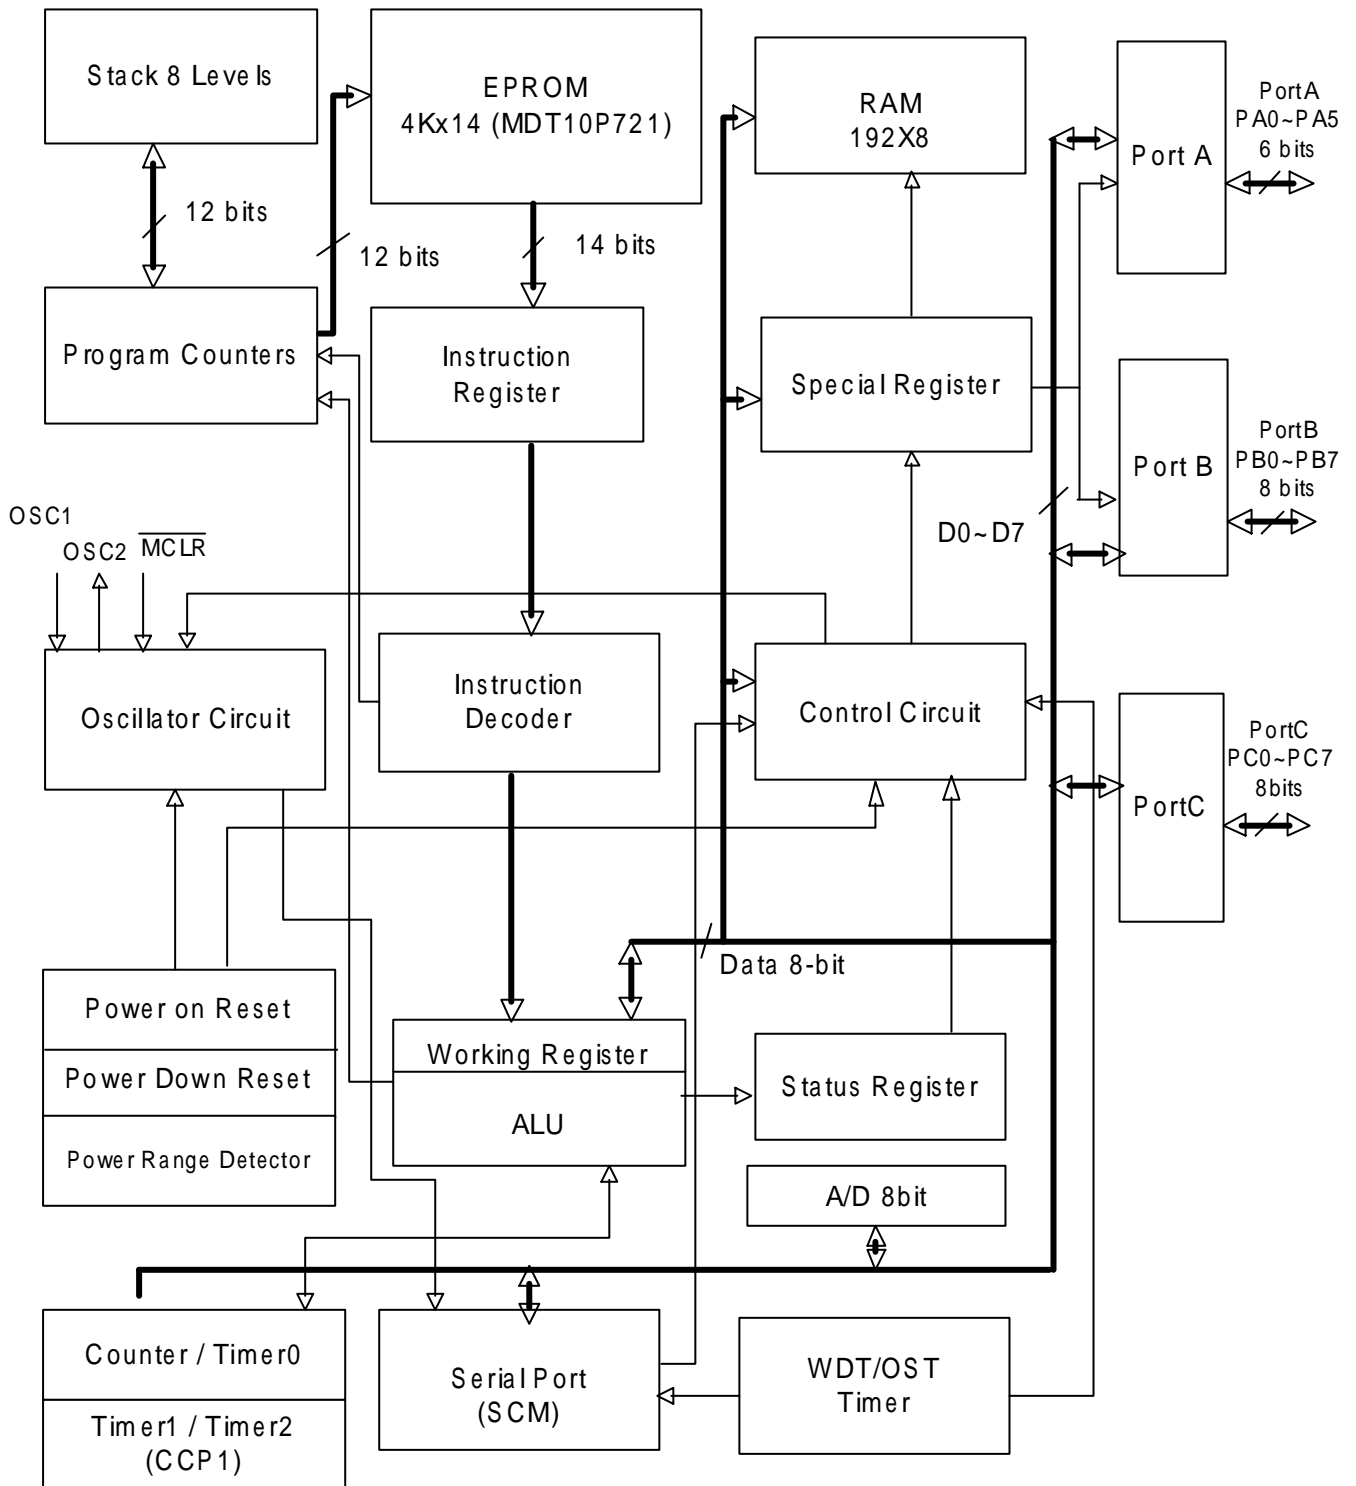 Stack 8 Levels
EPROM
4Kx14 (MDT10P721)
RAM
192X8
Port A
PortA
PA0~PA5
6 bits
12 bits
12 bits
14 bits
Program Counters
Instruction
Register
Special Register
Port B
PortB
PB0~PB7
8 bits
D0~D7
OSC1
OSC2
MCLR
Oscillator Circuit
Instruction
Decoder
Control Circuit
PortC
PortC
PC0~PC7
8bits
Data 8-bit
Power on Reset
Power Down Reset
Power Range Detector
Working Register
ALU
Status Register
A/D 8bit
Counter / Timer0
Timer1 / Timer2
(CCP1)
Serial Port
(SCM)
WDT/OST
Timer